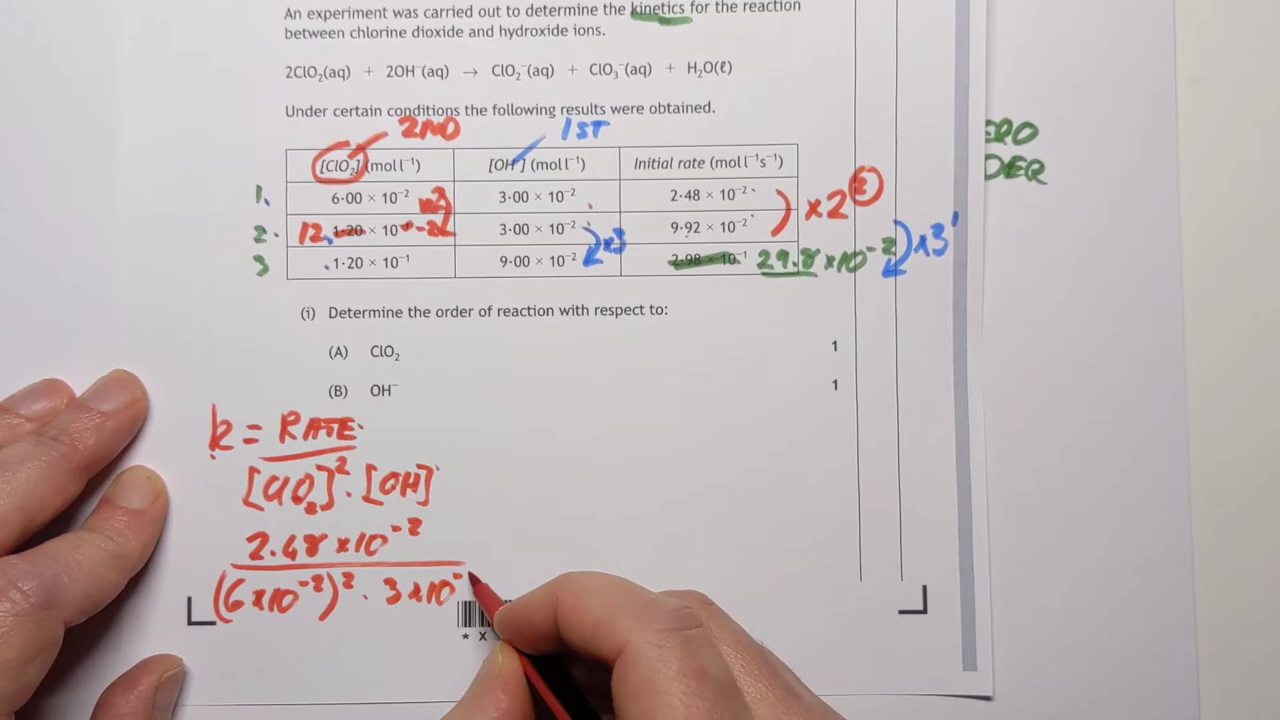 An experiment was carried out to determine the kinetics for the reaction
between chlorine dioxide and hydroxide ions.
2ClO₂(aq) + 2OH⁻(aq) → ClO₂⁻(aq) + ClO₃⁻(aq) + H₂O(ℓ)
Under certain conditions the following results were obtained.
2ND 1ST
ERO
DER
[ClO₂] (mol l⁻¹) [OH⁻] (mol l⁻¹) Initial rate (mol l⁻¹ s⁻¹)
1. 6·00 × 10⁻² 3·00 × 10⁻² 2·48 × 10⁻² ×2²
2. 12. 1·20 × 10⁻¹ -2 3·00 × 10⁻² ×3 9·92 × 10⁻² ×3¹
3 1·20 × 10⁻¹ 9·00 × 10⁻² 2·98 × 10⁻¹ 29.8 ×10⁻²
(i) Determine the order of reaction with respect to:
(A) ClO₂ 1
(B) OH⁻ 1
k = RATE
[ClO₂]² . [OH]
2.48 ×10⁻²
(6 ×10⁻²)² . 3 ×10⁻
* X